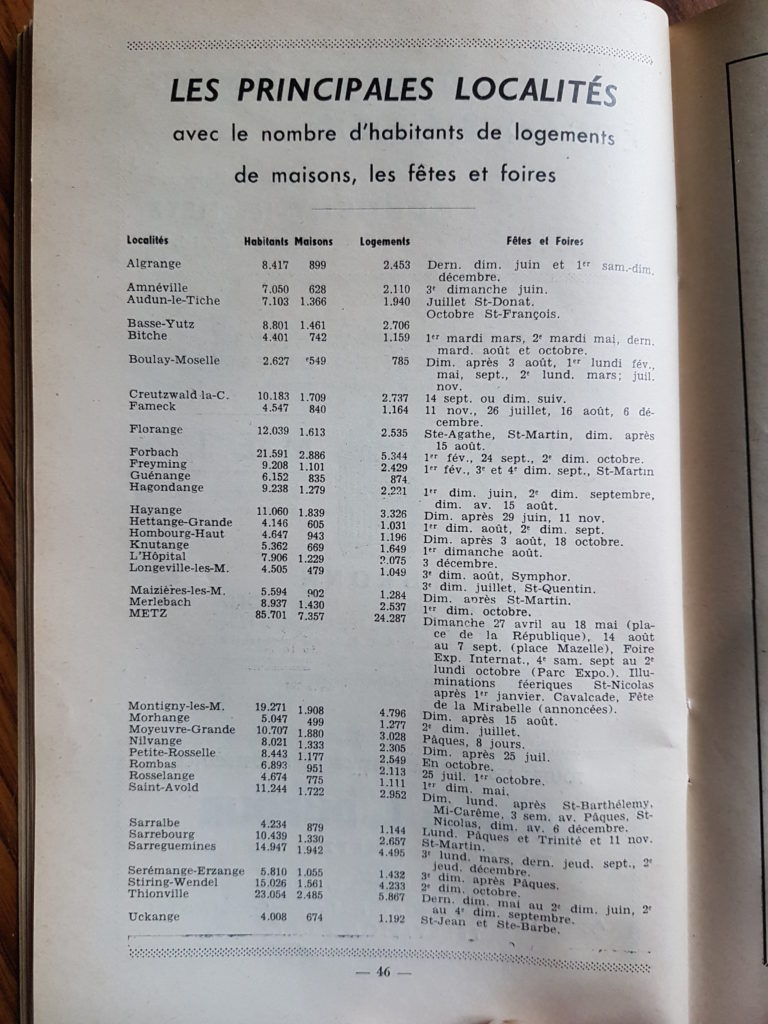 LES PRINCIPALES LOCALITÉS
avec le nombre d'habitants de logements
de maisons, les fêtes et foires
Localités Habitants Maisons Logements Fêtes et Foires
Algrange 8.417 899 2.453 Dern. dim. juin et 1er sam.-dim.
décembre.
Amnéville 7.050 628 2.110 3e dimanche juin.
Audun-le-Tiche 7.103 1.366 1.940 Juillet St-Donat.
Octobre St-François.
Basse-Yutz 8.801 1.461 2.706
Bitche 4.401 742 1.159 1er mardi mars, 2e mardi mai, dern.
mard. août et octobre.
Boulay-Moselle 2.627 549 785 Dim. après 3 août, 1er lundi fév.,
mai, sept., 2e lund. mars; juil.
nov.
Creutzwald la-C. 10.183 1.709 2.737 14 sept. ou dim. suiv.
Fameck 4.547 840 1.164 11 nov., 26 juillet, 16 août, 6 dé-
cembre.
Florange 12.039 1.613 2.535 Ste-Agathe, St-Martin, dim. après
15 août.
Forbach 21.591 2.886 5.344 1er fév., 24 sept., 2e dim. octobre.
Freyming 9.208 1.101 2.429 1er fév., 3e et 4e dim. sept., St-Martin
Guénange 6.152 835 874
Hagondange 9.238 1.279 2.221 1er dim. juin, 2e dim. septembre,
dim. av. 15 août.
Hayange 11.060 1.839 3.326 Dim. après 29 juin, 11 nov.
Hettange-Grande 4.146 605 1.031 1er dim. août, 2e dim. sept.
Hombourg-Haut 4.647 943 1.196 Dim. après 3 août, 18 octobre.
Knutange 5.362 669 1.649 1er dimanche août.
L'Hôpital 7.906 1.229 2.075 3 décembre.
Longeville-les-M. 4.505 479 1.049 3e dim. août, Symphor.
3e dim. juillet, St-Quentin.
Maizières-les-M. 5.594 902 1.284 Dim. après St-Martin.
Merlebach 8.937 1.430 2.537 1er dim. octobre.
METZ 85.701 7.357 24.287 Dimanche 27 avril au 18 mai (pla-
ce de la République), 14 août
au 7 sept. (place Mazelle), Foire
Exp. Internat., 4e sam. sept au 2e
lundi octobre (Parc Expo.). Illu-
minations féeriques St-Nicolas
après 1er janvier. Cavalcade, Fête
de la Mirabelle (annoncées).
Montigny-les-M. 19.271 1.908 4.796 Dim. après 15 août.
Morhange 5.047 499 1.277 2e dim. juillet.
Moyeuvre-Grande 10.707 1.880 3.028 Pâques, 8 jours.
Nilvange 8.021 1.333 2.305 Dim. après 25 juil.
Petite-Rosselle 8.443 1.177 2.549 En octobre.
Rombas 6.893 951 2.113 25 juil. 1er octobre.
Rosselange 4.674 775 1.111 1er dim. mai.
Saint-Avold 11.244 1.722 2.952 Dim. lund. après St-Barthélemy,
Mi-Carême, 3 sem. av. Pâques, St-
Nicolas, dim. av. 6 décembre.
Sarralbe 4.234 879 1.144 Lund. Pâques et Trinité et 11 nov.
Sarrebourg 10.439 1.330 2.657 St-Martin.
Sarreguemines 14.947 1.942 4.495 3e lund. mars, dern. jeud. sept., 2e
jeud. décembre.
Serémange-Erzange 5.810 1.055 1.432 3e dim. après Pâques.
Stiring-Wendel 15.026 1.561 4.233 2e dim. octobre.
Thionville 23.054 2.485 5.867 Dern. dim. mai au 2e dim. juin, 2e
au 4e dim. septembre.
Uckange 4.008 674 1.192 St-Jean et Ste-Barbe.
— 46 —